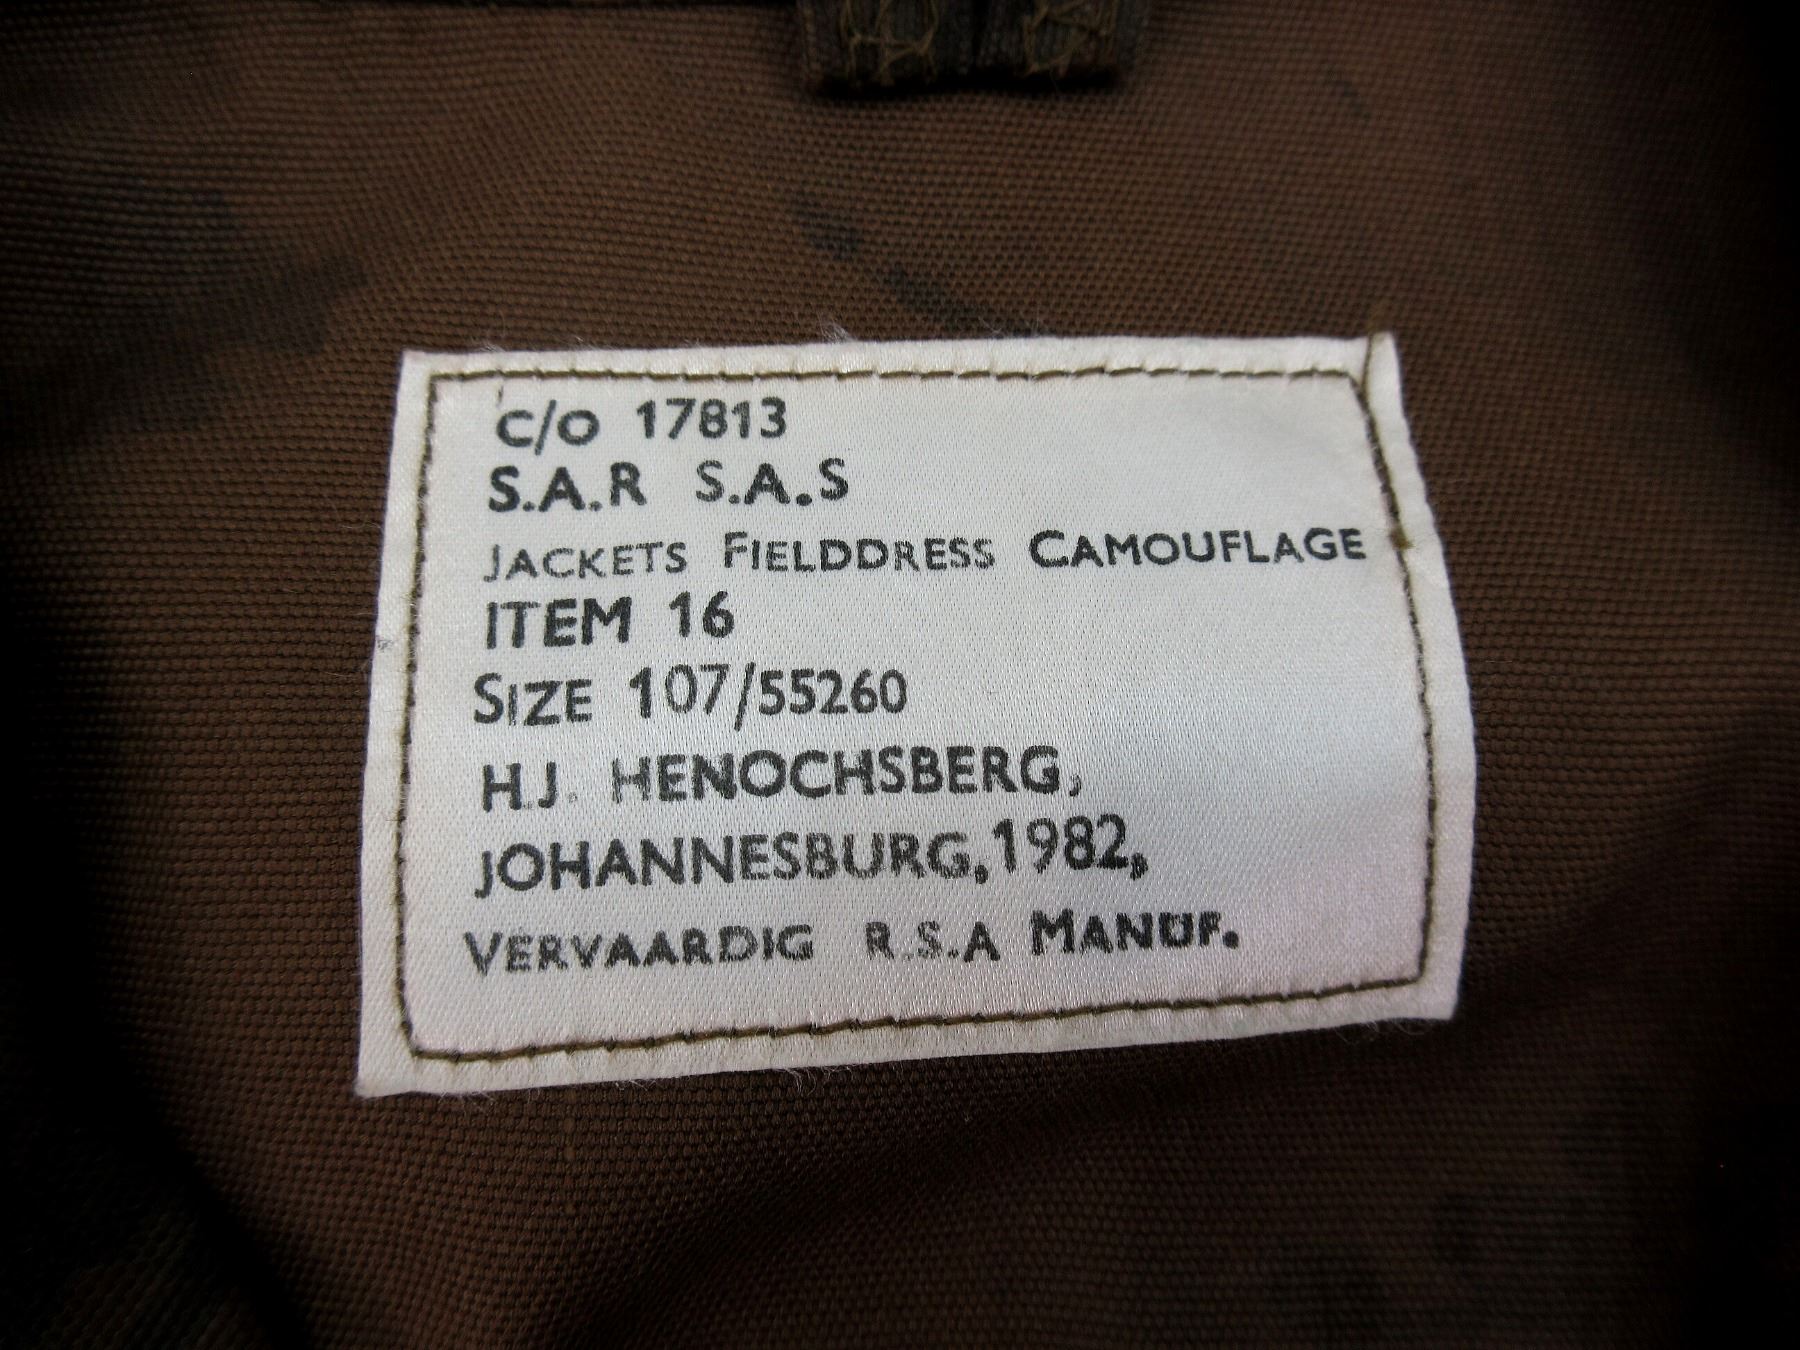 C/O 17813
S.A.R S.A.S
JACKETS FIELDDRESS CAMOUFLAGE
ITEM 16
SIZE 107/55260
H.J. HENOCHSBERG,
JOHANNESBURG, 1982,
VERVAARDIG R.S.A MANUF.